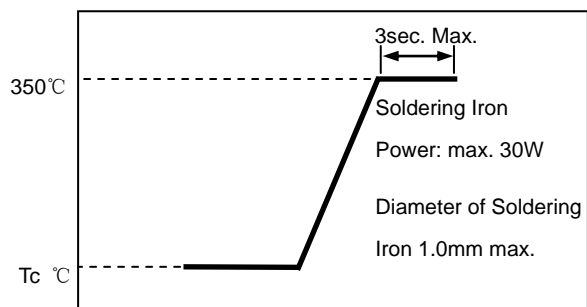 3sec. Max.
350℃
Soldering Iron
Power: max. 30W
Diameter of Soldering
Iron 1.0mm max.
Tc ℃